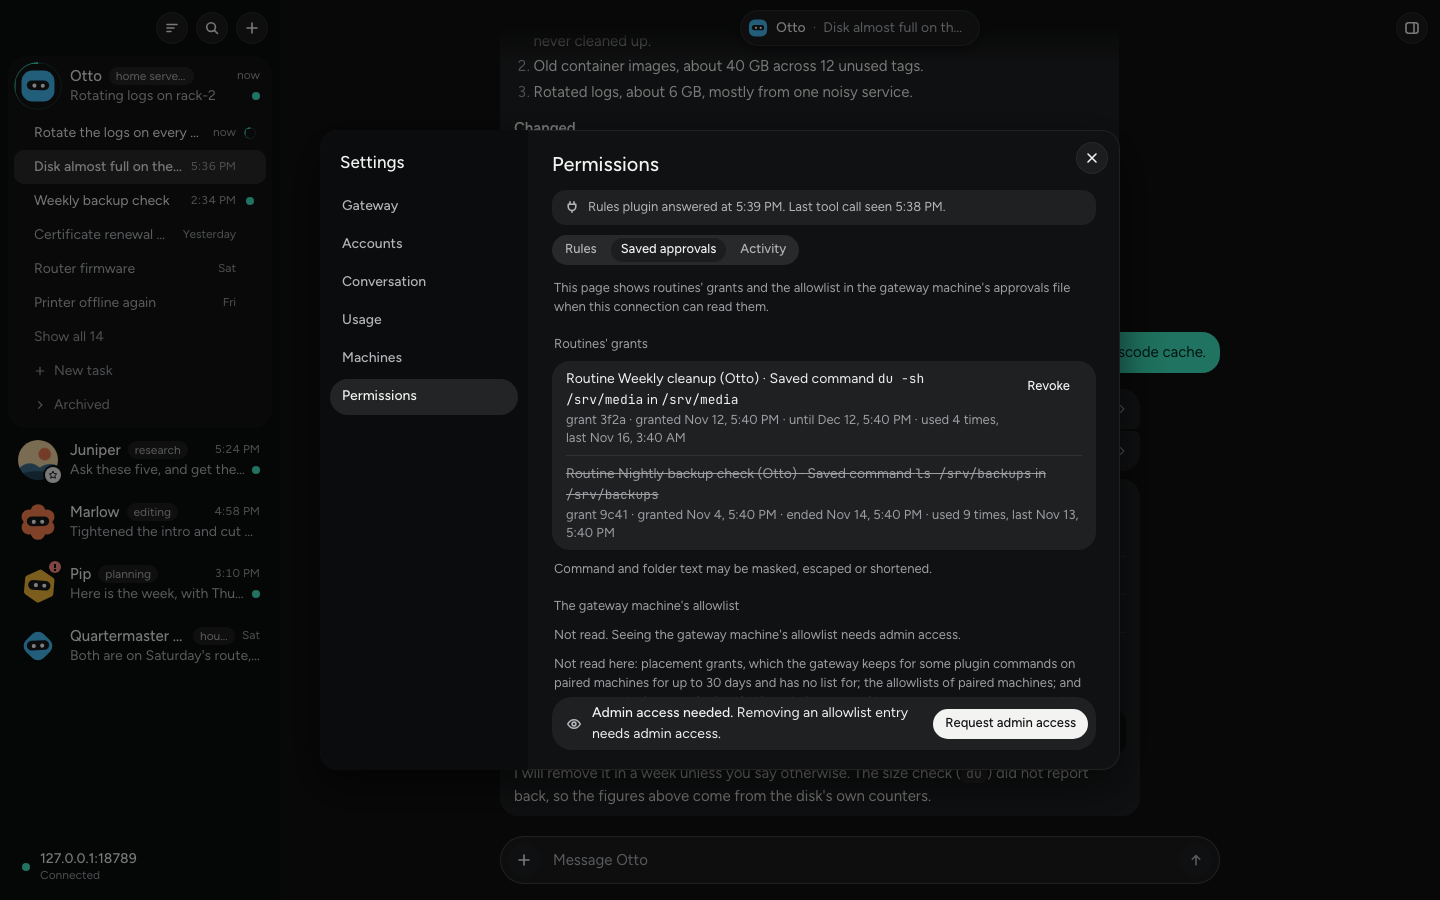 Otto · Disk almost full on th...
Otto home serve... now
Rotating logs on rack-2
Rotate the logs on every ... now
Disk almost full on the... 5:36 PM
Weekly backup check 2:34 PM
Certificate renewal ... Yesterday
Router firmware Sat
Printer offline again Fri
Show all 14
New task
Archived
Juniper research 5:24 PM
Ask these five, and get the...
Marlow editing 4:58 PM
Tightened the intro and cut ...
Pip planning 3:10 PM
Here is the week, with Thu...
Quartermaster ... hou... Sat
Both are on Saturday's route,...
127.0.0.1:18789
Connected
never cleaned up.
2. Old container images, about 40 GB across 12 unused tags.
3. Rotated logs, about 6 GB, mostly from one noisy service.
Changed
scode cache.
Settings
Gateway
Accounts
Conversation
Usage
Machines
Permissions
Permissions
Rules plugin answered at 5:39 PM. Last tool call seen 5:38 PM.
Rules Saved approvals Activity
This page shows routines' grants and the allowlist in the gateway machine's approvals file
when this connection can read them.
Routines' grants
Routine Weekly cleanup (Otto) · Saved command du -sh
/srv/media in /srv/media
Revoke
grant 3f2a · granted Nov 12, 5:40 PM · until Dec 12, 5:40 PM · used 4 times,
last Nov 16, 3:40 AM
Routine Nightly backup check (Otto) · Saved command ls /srv/backups in
/srv/backups
grant 9c41 · granted Nov 4, 5:40 PM · ended Nov 14, 5:40 PM · used 9 times, last Nov 13,
5:40 PM
Command and folder text may be masked, escaped or shortened.
The gateway machine's allowlist
Not read. Seeing the gateway machine's allowlist needs admin access.
Not read here: placement grants, which the gateway keeps for some plugin commands on
paired machines for up to 30 days and has no list for; the allowlists of paired machines; and
Admin access needed. Removing an allowlist entry
needs admin access.
Request admin access
I will remove it in a week unless you say otherwise. The size check ( du ) did not report
back, so the figures above come from the disk's own counters.
Message Otto